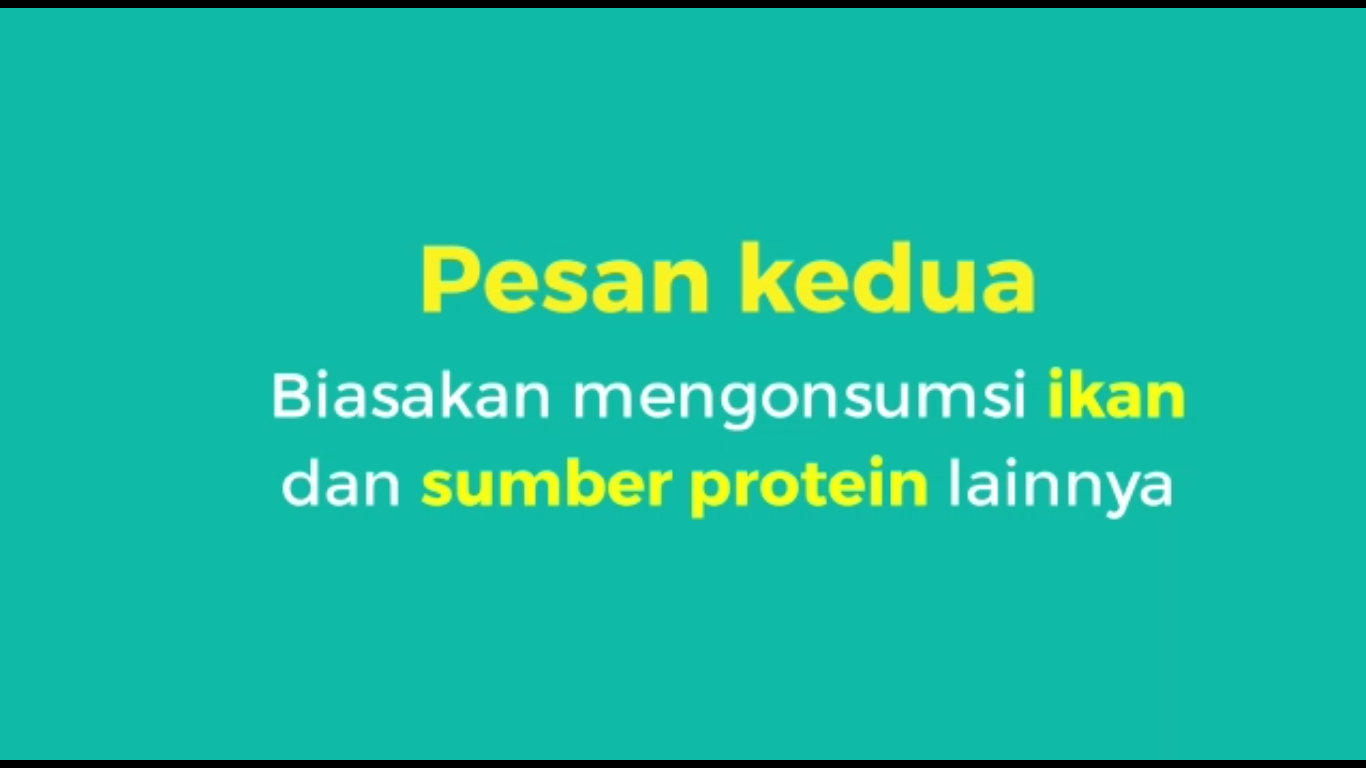 Pesan kedua
Biasakan mengonsumsi ikan
dan sumber protein lainnya